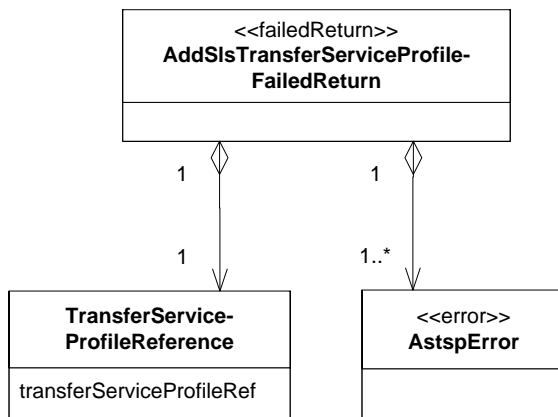 <<failedReturn>>
AddSlsTransferServiceProfile-
FailedReturn
1
1
1
1..*
TransferService-
ProfileReference
transferServiceProfileRef
<<error>>
AstspError